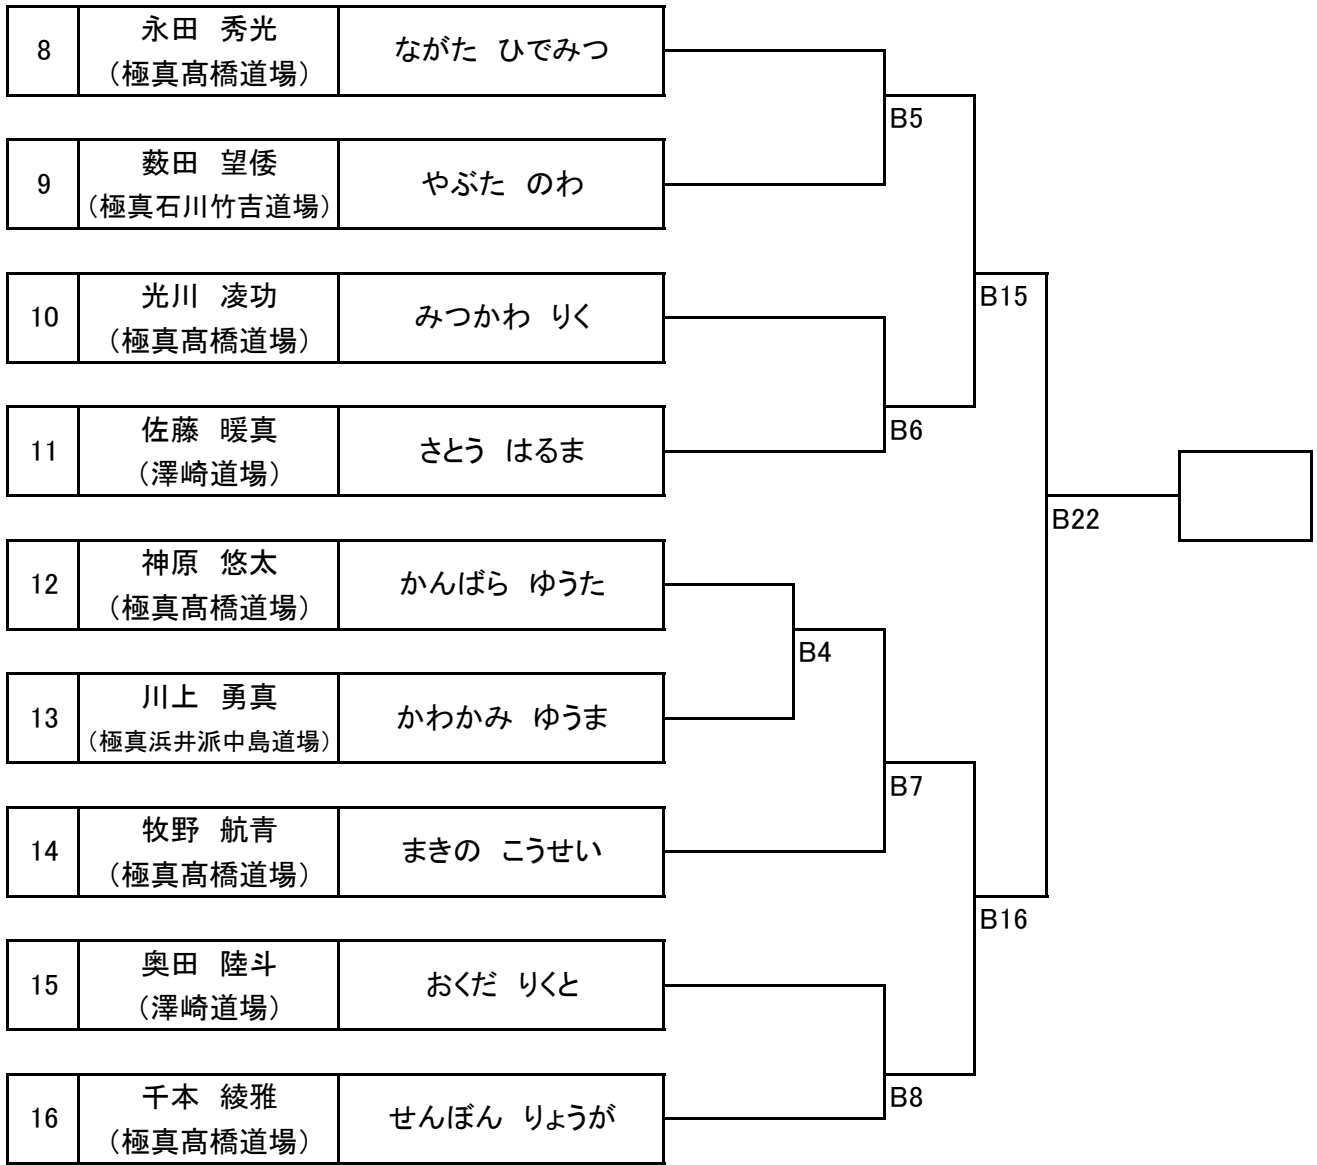 8
永田　秀光
（極真髙橋道場）
ながた　ひでみつ
B5
9
薮田　望倭
（極真石川竹吉道場）
やぶた　のわ
10
光川　凌功
（極真髙橋道場）
みつかわ　りく
B15
11
佐藤　暖真
（澤崎道場）
さとう　はるま
B6
B22
12
神原　悠太
（極真髙橋道場）
かんばら　ゆうた
B4
13
川上　勇真
（極真浜井派中島道場）
かわかみ　ゆうま
B7
14
牧野　航青
（極真髙橋道場）
まきの　こうせい
B16
15
奥田　陸斗
（澤崎道場）
おくだ　りくと
16
千本　綾雅
（極真髙橋道場）
せんぼん　りょうが
B8